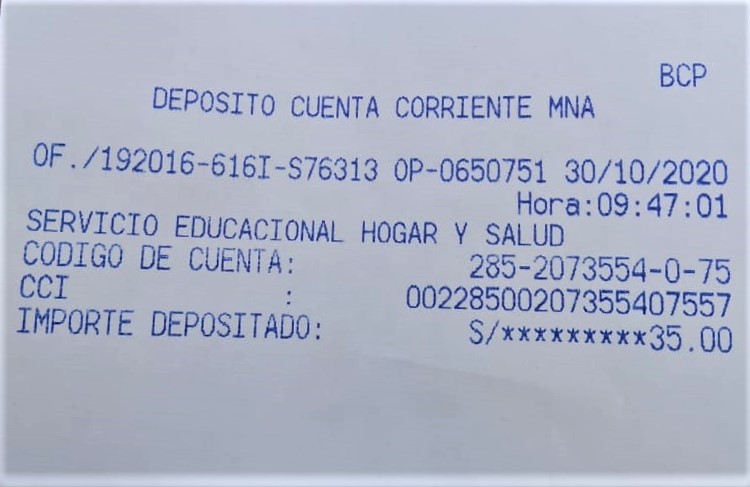 BCP
DEPOSITO CUENTA CORRIENTE MNA
OF./192016-616I-S76313 OP-0650751 30/10/2020
Hora:09:47:01
SERVICIO EDUCACIONAL HOGAR Y SALUD
CODIGO DE CUENTA: 285-2073554-0-75
CCI : 00228500207355407557
IMPORTE DEPOSITADO: S/*********35.00